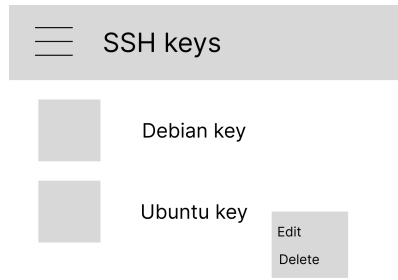 SSH keys
Debian key
Ubuntu key
Edit
Delete